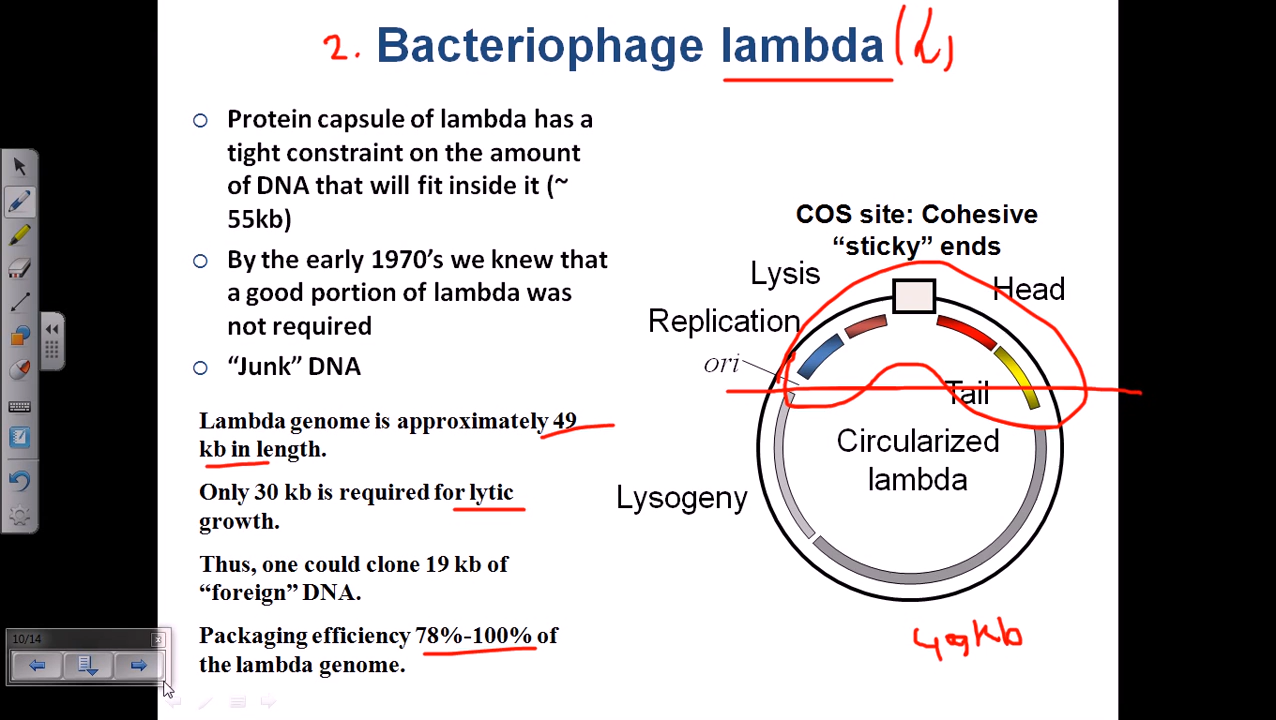 2. Bacteriophage lambda (λ)
Protein capsule of lambda has a
tight constraint on the amount
of DNA that will fit inside it (~
55kb)
By the early 1970's we knew that
a good portion of lambda was
not required
"Junk" DNA
Lambda genome is approximately 49
kb in length.
Only 30 kb is required for lytic
growth.
Thus, one could clone 19 kb of
"foreign" DNA.
Packaging efficiency 78%-100% of
the lambda genome.
COS site: Cohesive
"sticky" ends
Lysis
Head
Replication
ori
Tail
Circularized
lambda
Lysogeny
49kb
10/14